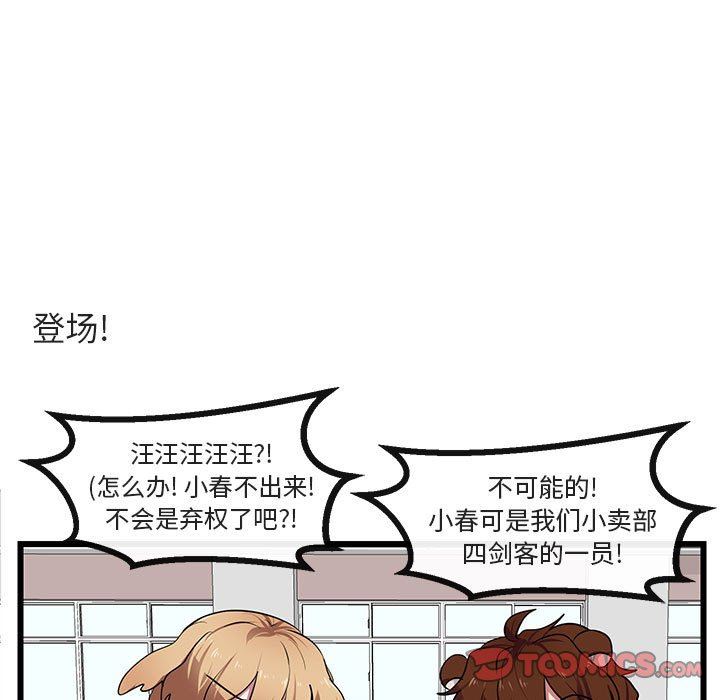 登场!
汪汪汪汪汪?!
(怎么办! 小春不出来!
不会是弃权了吧?!
不可能的!
小春可是我们小卖部
四剑客的一员!
TOOMICS.COM